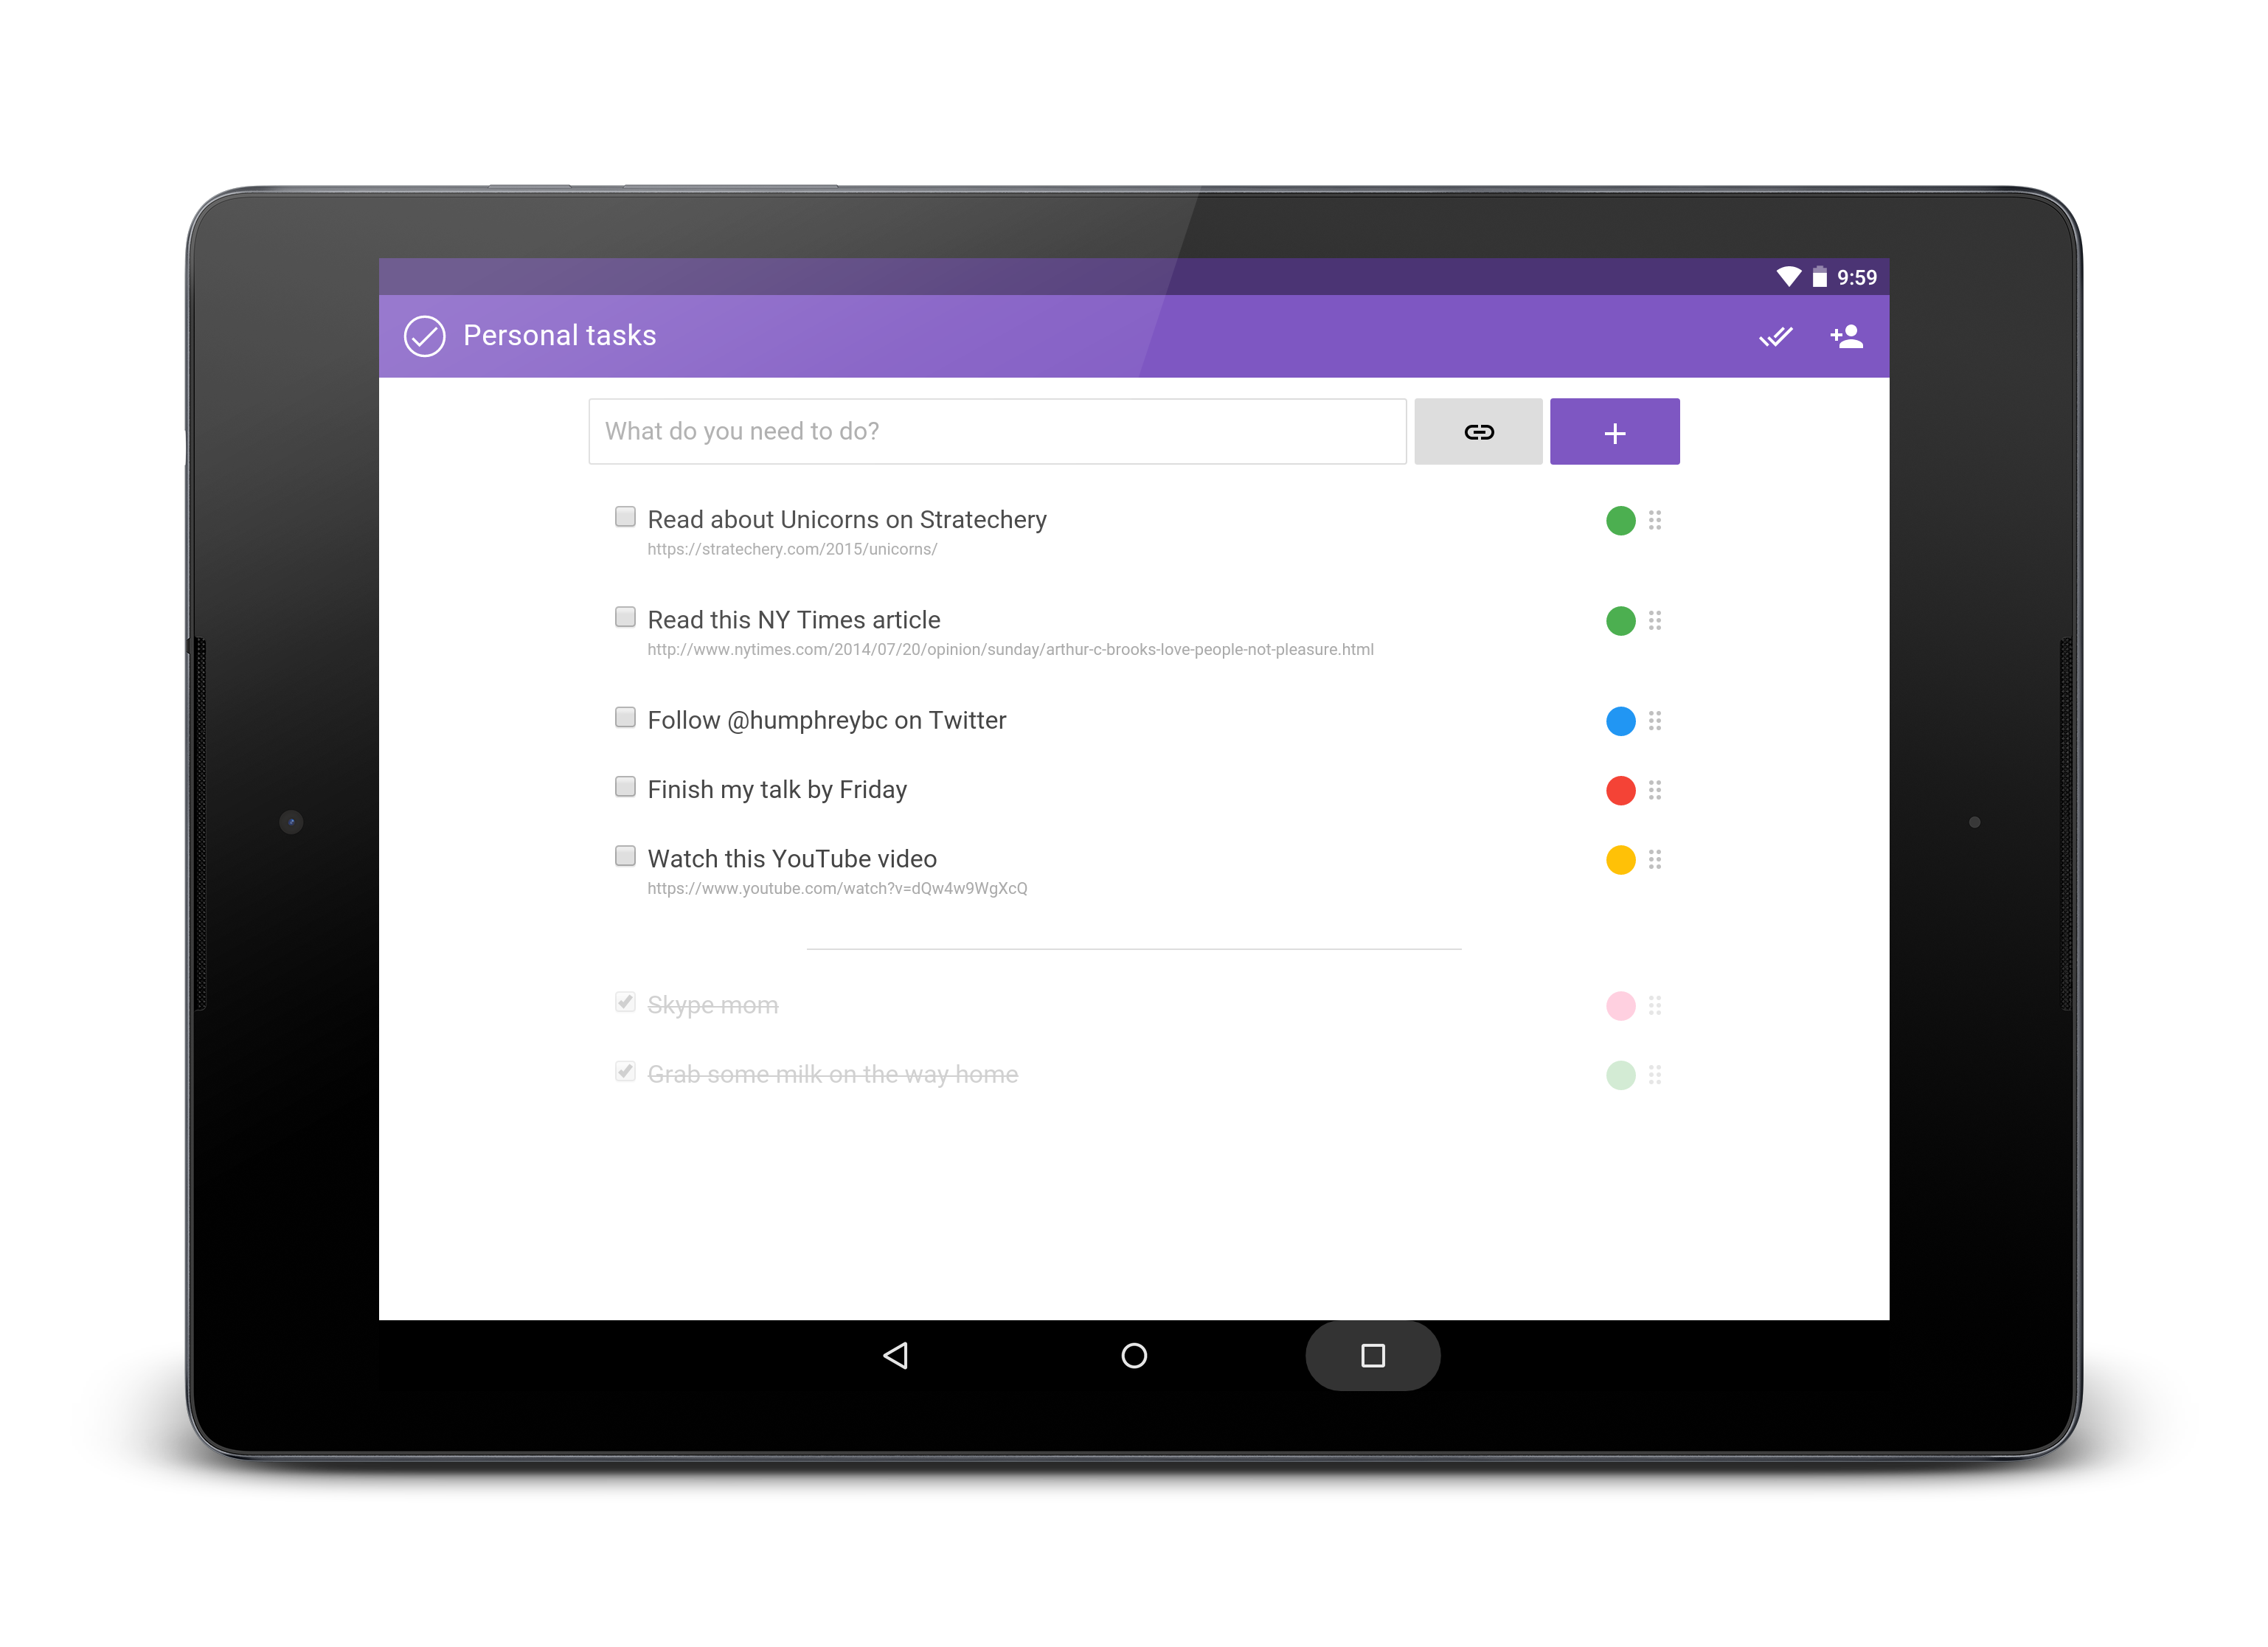 9:59
Personal tasks
What do you need to do?
Read about Unicorns on Stratechery
https://stratechery.com/2015/unicorns/
Read this NY Times article
http://www.nytimes.com/2014/07/20/opinion/sunday/arthur-c-brooks-love-people-not-pleasure.html
Follow @humphreybc on Twitter
Finish my talk by Friday
Watch this YouTube video
https://www.youtube.com/watch?v=dQw4w9WgXcQ
Skype mom
Grab some milk on the way home